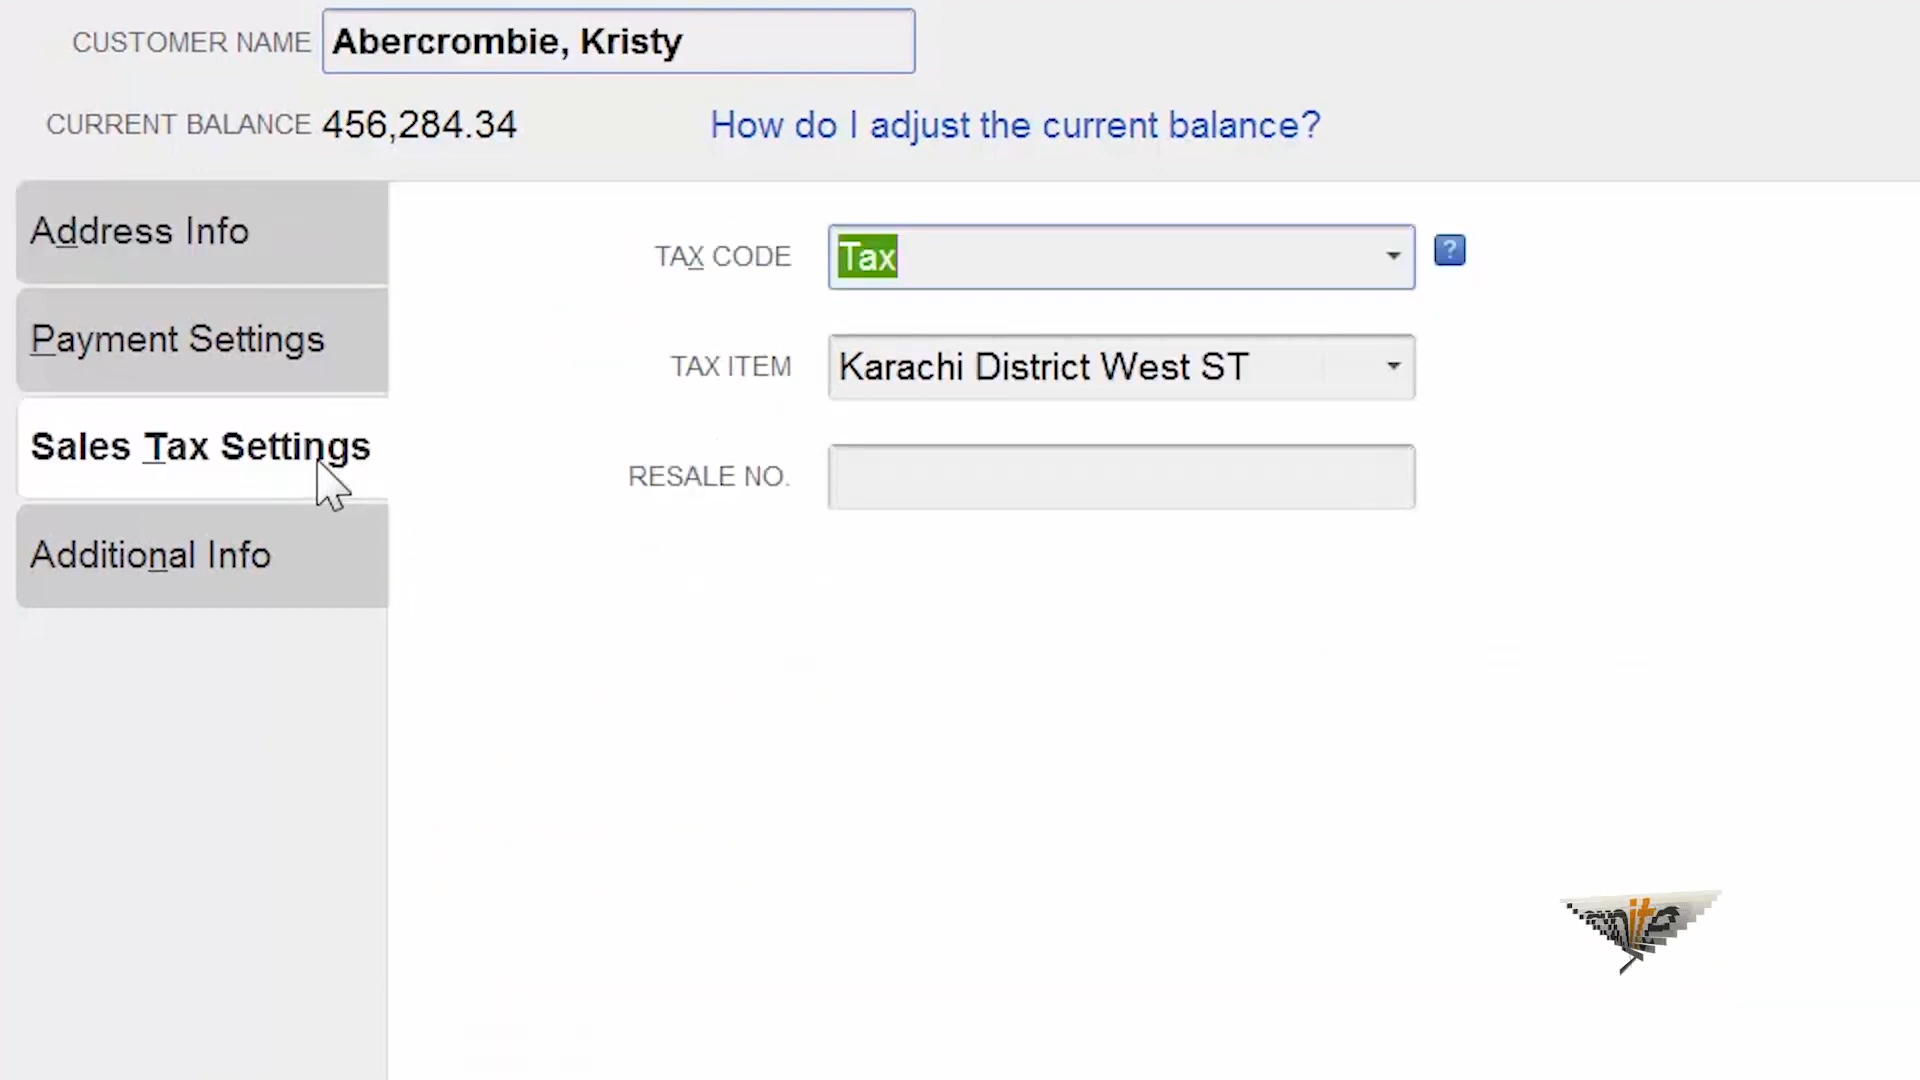 CUSTOMER NAME Abercrombie, Kristy
CURRENT BALANCE 456,284.34 How do I adjust the current balance?
Address Info
Payment Settings
Sales Tax Settings
Additional Info
TAX CODE Tax ?
TAX ITEM Karachi District West ST
RESALE NO.